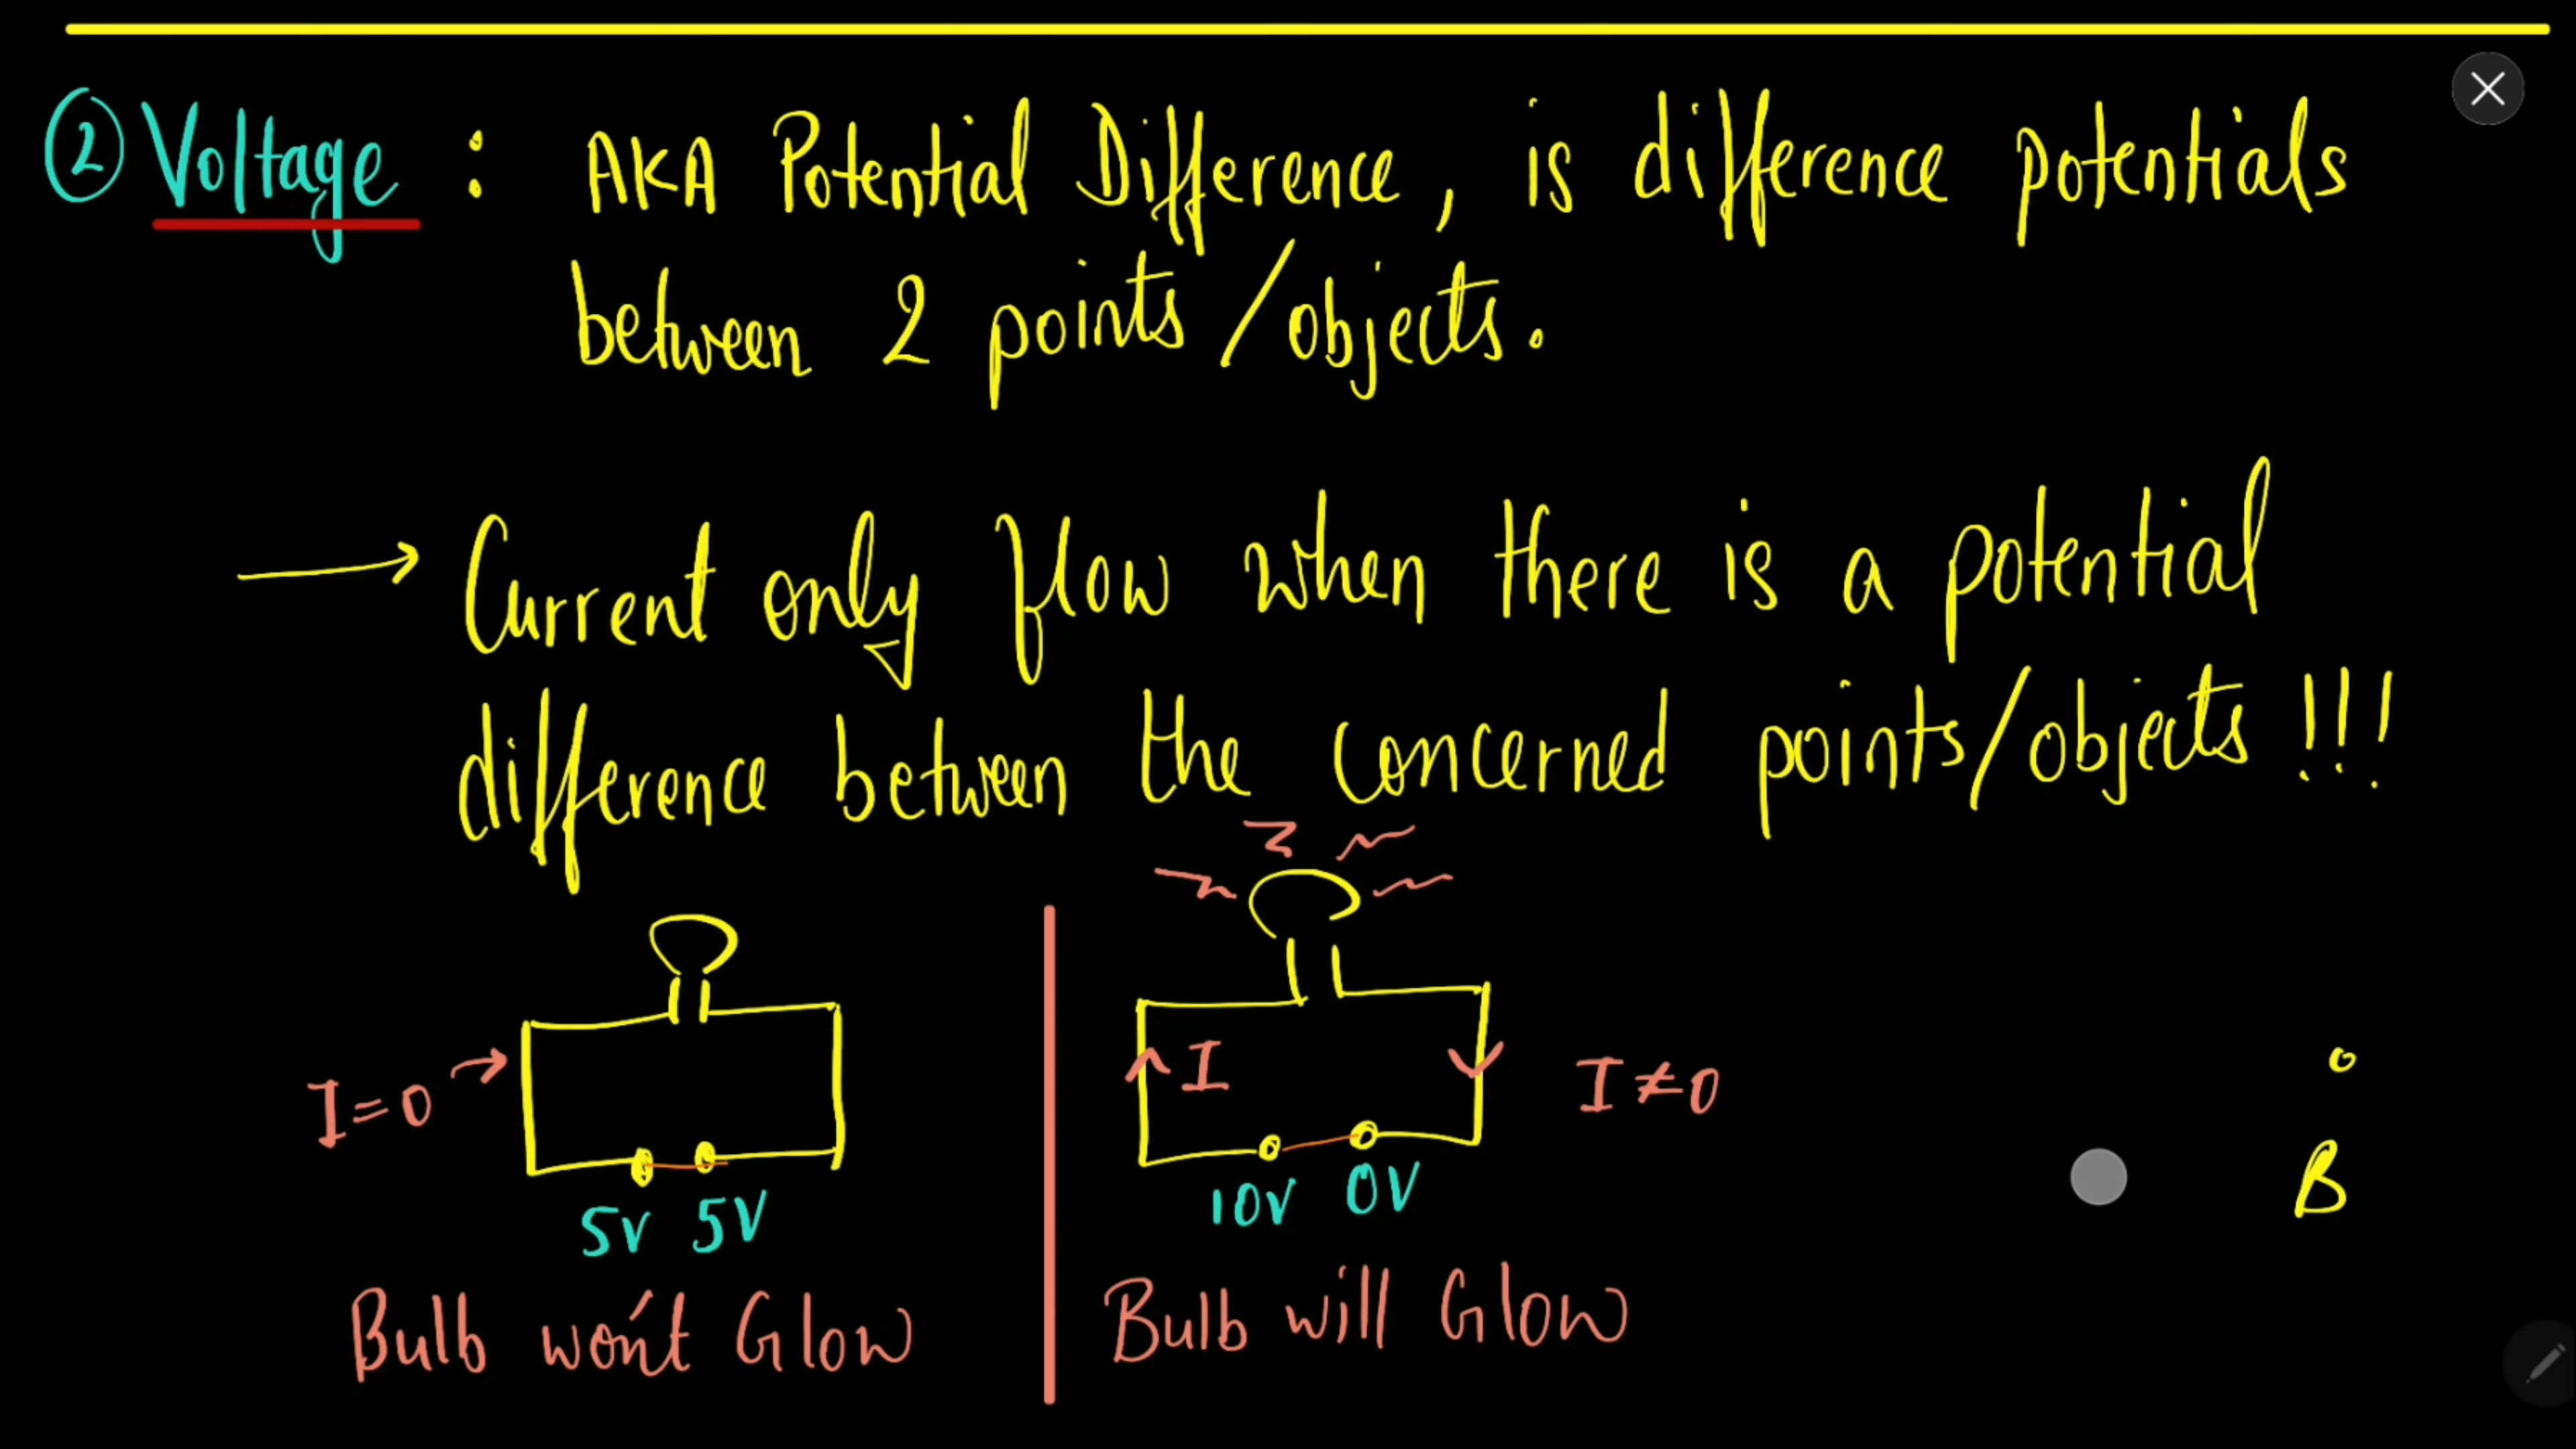 ② Voltage : AKA Potential Difference, is difference potentials
between 2 points/objects.
→ Current only flow when there is a potential
difference between the concerned points/objects !!!
I=0
5V 5V
Bulb won't Glow
I
I≠0
10V 0V
Bulb will Glow
B